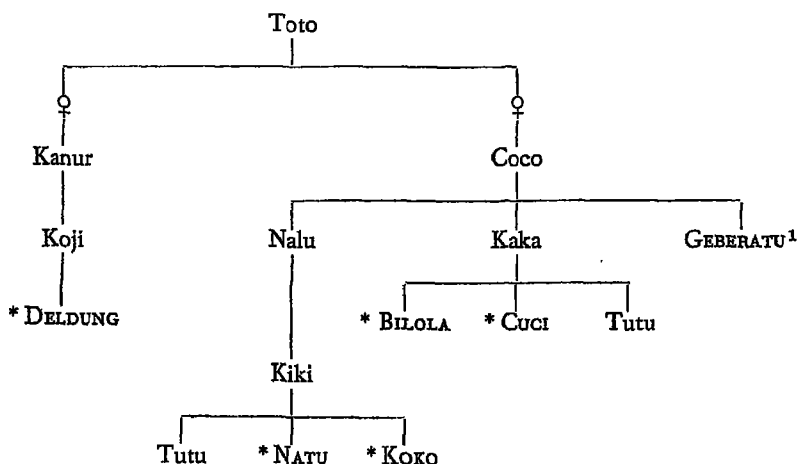 Toto
♀ ♀
Kanur Coco
Koji Nalu Kaka GEBERATU¹
* DELDUNG * BILOLA * CUCI Tutu
Kiki
Tutu * NATU * KOKO